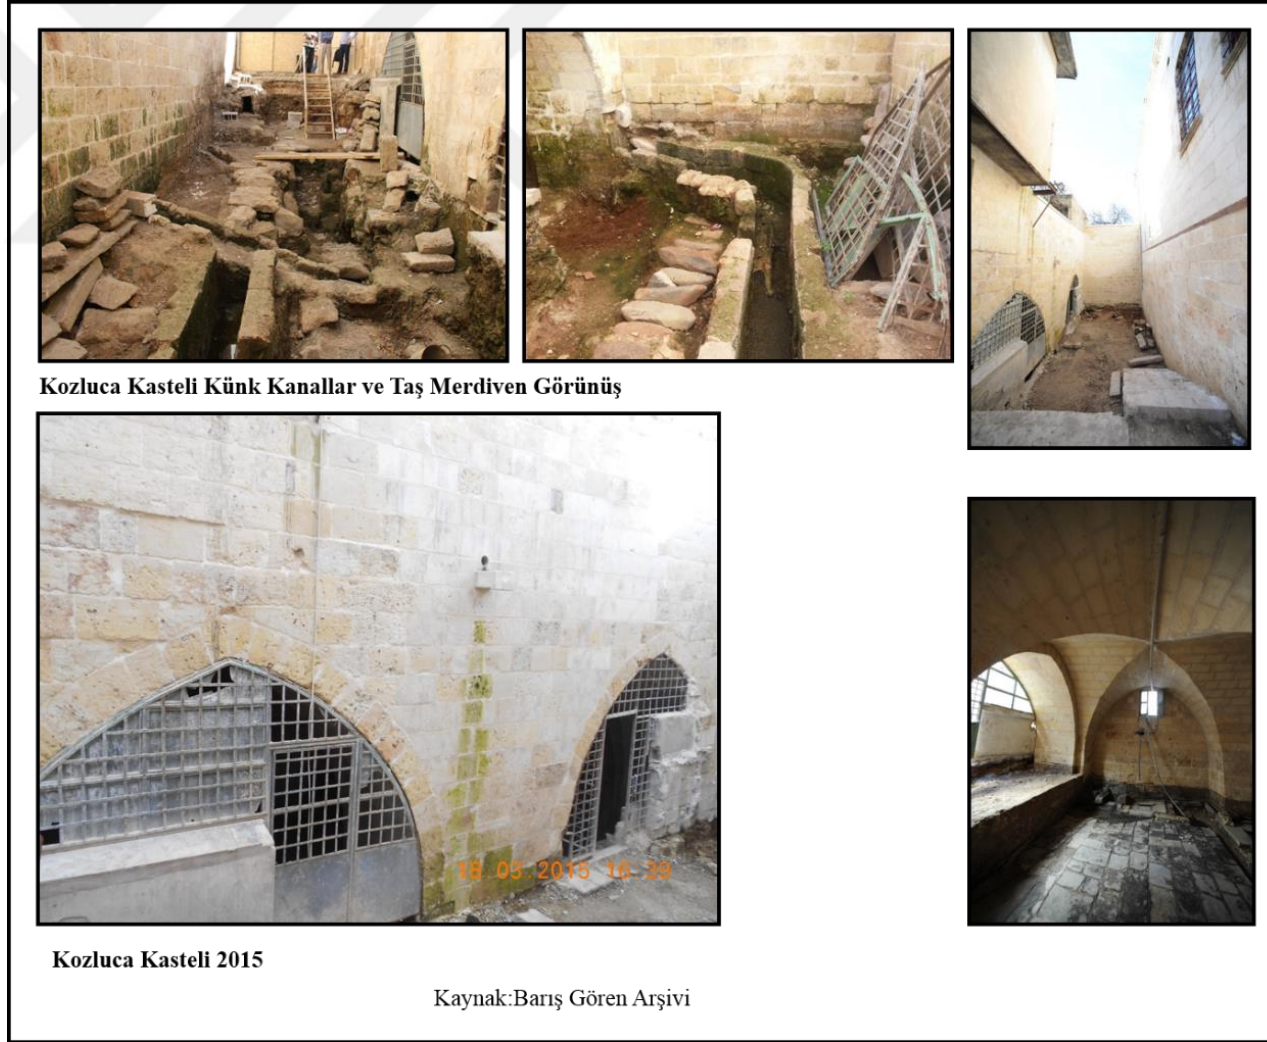 Kozluca Kasteli Künk Kanallar ve Taş Merdiven Görünüş
18.03.2015 16:39
Kozluca Kasteli 2015
Kaynak:Barış Gören Arşivi